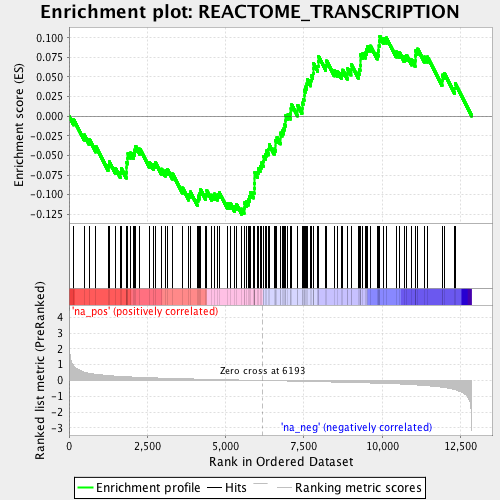 Enrichment plot: REACTOME_TRANSCRIPTION
Enrichment score (ES)
0.100
0.075
0.050
0.025
0.000
-0.025
-0.050
-0.075
-0.100
-0.125
'na_pos' (positively correlated)
Ranked list metric (PreRanked)
4
3
2
1
0
-1
-2
-3
Zero cross at 6193
'na_neg' (negatively correlated)
0
2,500
5,000
7,500
10,000
12,500
Rank in Ordered Dataset
Enrichment profile
Hits
Ranking metric scores